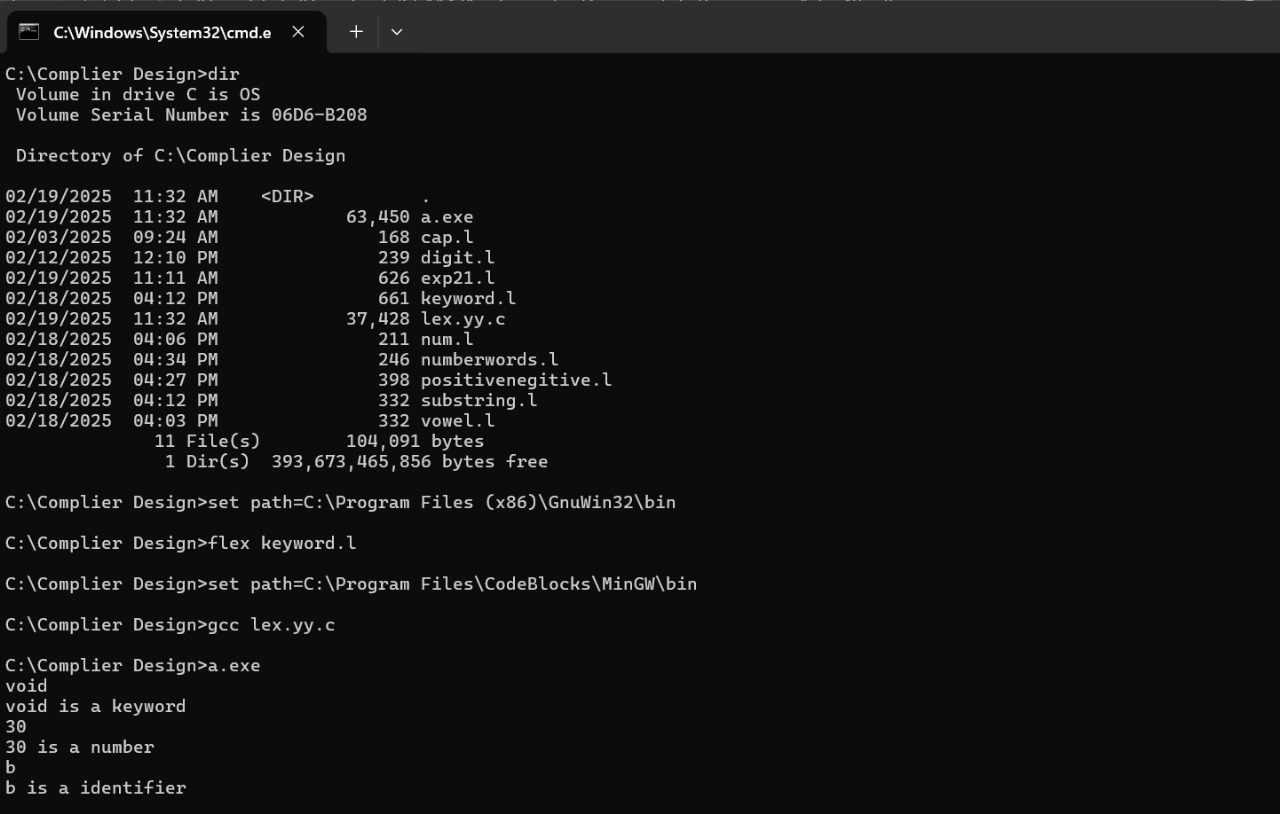 C:\Windows\System32\cmd.e
C:\Complier Design>dir
Volume in drive C is OS
Volume Serial Number is 06D6-B208
Directory of C:\Complier Design
02/19/2025  11:32 AM    <DIR>          .
02/19/2025  11:32 AM            63,450 a.exe
02/03/2025  09:24 AM               168 cap.l
02/12/2025  12:10 PM               239 digit.l
02/19/2025  11:11 AM               626 exp21.l
02/18/2025  04:12 PM               661 keyword.l
02/19/2025  11:32 AM            37,428 lex.yy.c
02/18/2025  04:06 PM               211 num.l
02/18/2025  04:34 PM               246 numberwords.l
02/18/2025  04:27 PM               398 positivenegitive.l
02/18/2025  04:12 PM               332 substring.l
02/18/2025  04:03 PM               332 vowel.l
11 File(s)        104,091 bytes
1 Dir(s)  393,673,465,856 bytes free
C:\Complier Design>set path=C:\Program Files (x86)\GnuWin32\bin
C:\Complier Design>flex keyword.l
C:\Complier Design>set path=C:\Program Files\CodeBlocks\MinGW\bin
C:\Complier Design>gcc lex.yy.c
C:\Complier Design>a.exe
void
void is a keyword
30
30 is a number
b
b is a identifier